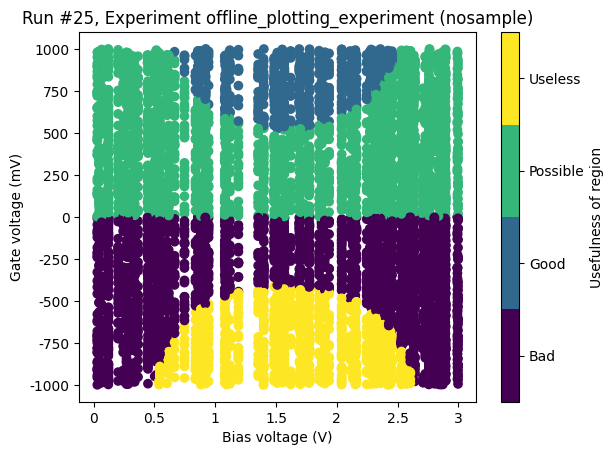 Run #25, Experiment offline_plotting_experiment (nosample)
1000
750
500
250
0
-250
-500
-750
-1000
Gate voltage (mV)
0
0.5
1
1.5
2
2.5
3
Bias voltage (V)
Useless
Possible
Good
Bad
Usefulness of region